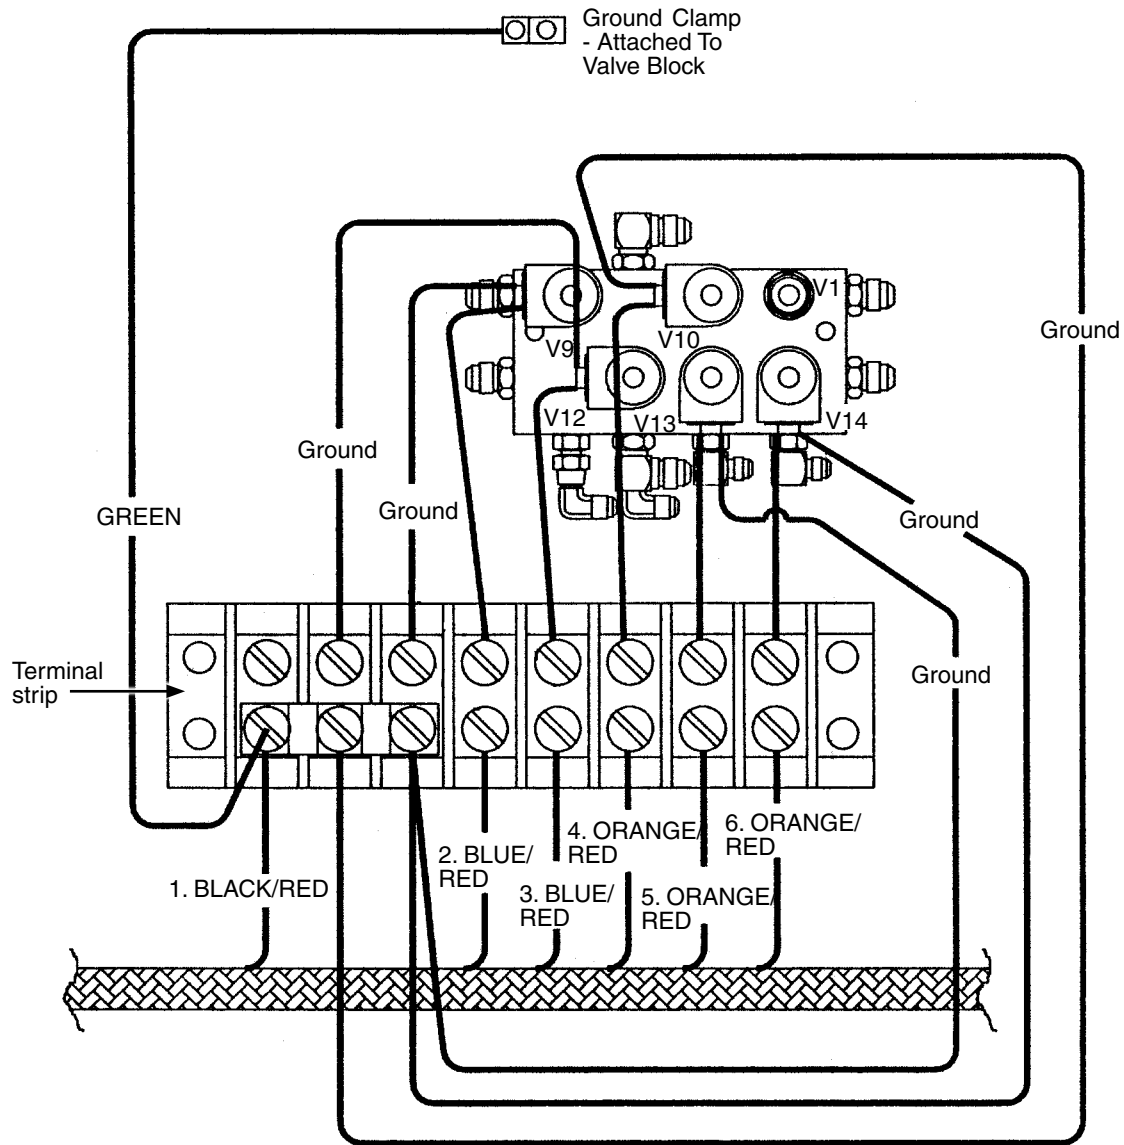 Ground Clamp
- Attached To
Valve Block
Ground
V1
V9
V10
V12
V13
V14
Ground
Ground
GREEN
Ground
Terminal
strip
Ground
1. BLACK/RED
2. BLUE/
RED
3. BLUE/
RED
4. ORANGE/
RED
5. ORANGE/
RED
6. ORANGE/
RED